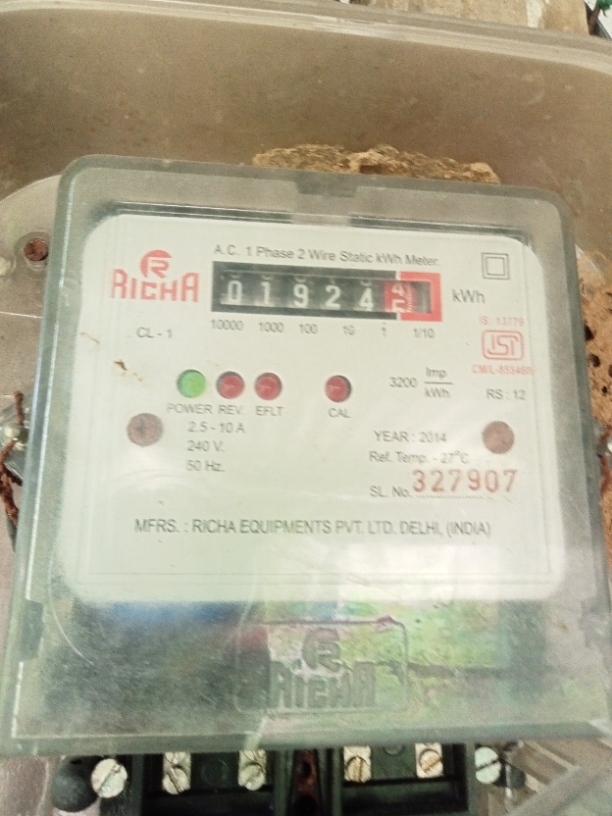 A.C. 1 Phase 2 Wire Static kWh Meter.
RICHA
01924
kWh
10000 1000 100 10 1 1/10
CL - 1
IS: 13779
ISI
3200 Imp/kWh
RS : 12
POWER REV. EFLT CAL
2.5 - 10 A
240 V.
50 Hz.
YEAR : 2014
Ref. Temp. - 27°C
SL. No. 327907
MFRS. : RICHA EQUIPMENTS PVT. LTD. DELHI, (INDIA)
RICHA